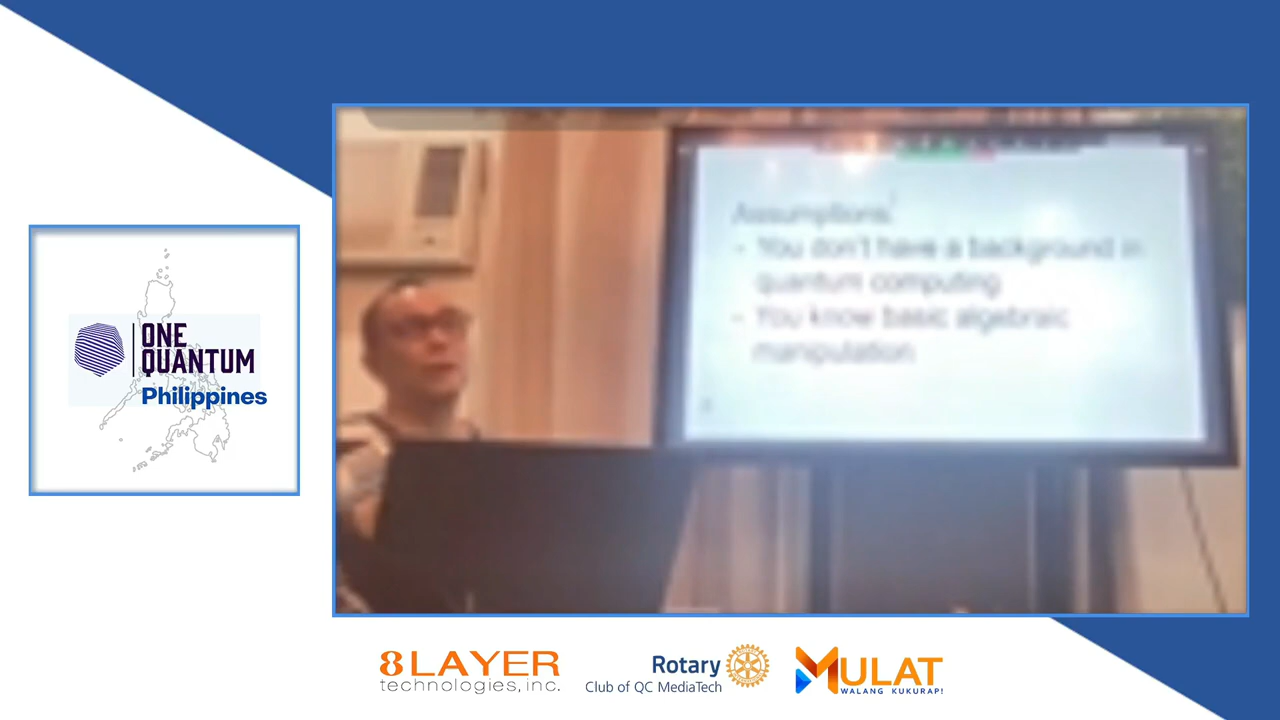 ONE
QUANTUM
Philippines
Assumptions:
- You don't have a background in
quantum computing
- You know basic algebraic
manipulation
8LAYER
technologies, inc.
Rotary
Club of QC MediaTech
MULAT
WALANG KUKURAP!